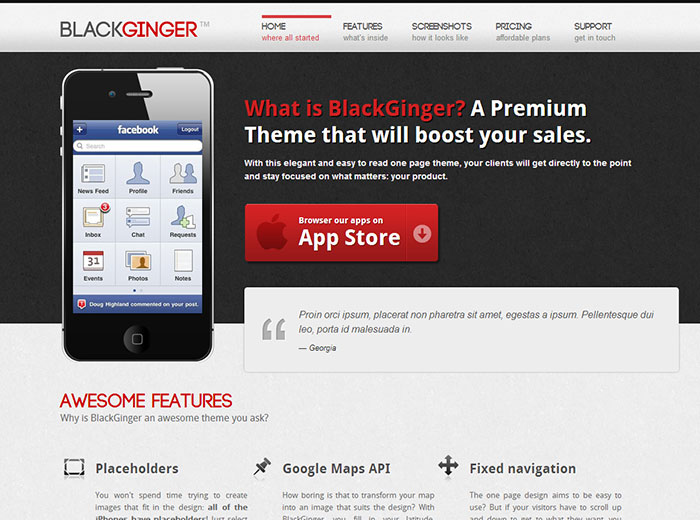 BLACKGINGER™
HOME FEATURES SCREENSHOTS PRICING SUPPORT
where all started what's inside how it looks like affordable plans get in touch
facebook
Logout
Search
News Feed Profile Friends
3
Inbox Chat Requests
31
Events Photos Notes
Doug Highland commented on your post.
What is BlackGinger? A Premium
Theme that will boost your sales.
With this elegant and easy to read one page theme, your clients will get directly to the point
and stay focused on what matters: your product.
Browser our apps on
App Store
Proin orci ipsum, placerat non pharetra sit amet, egestas a ipsum. Pellentesque dui
leo, porta id malesuada in.
— Georgia
AWESOME FEATURES
Why is BlackGinger an awesome theme you ask?
Placeholders
You won't spend time trying to
create images that fit in the design: all of the
iPhones have placeholders! Just select
Google Maps API
How boring is that to transform your map
into an image that suits the design? With
BlackGinger, you fill in your latitude,
Fixed navigation
The one page design aims to be easy to
use? But if your visitors have to scroll up
and down to get what they want, you